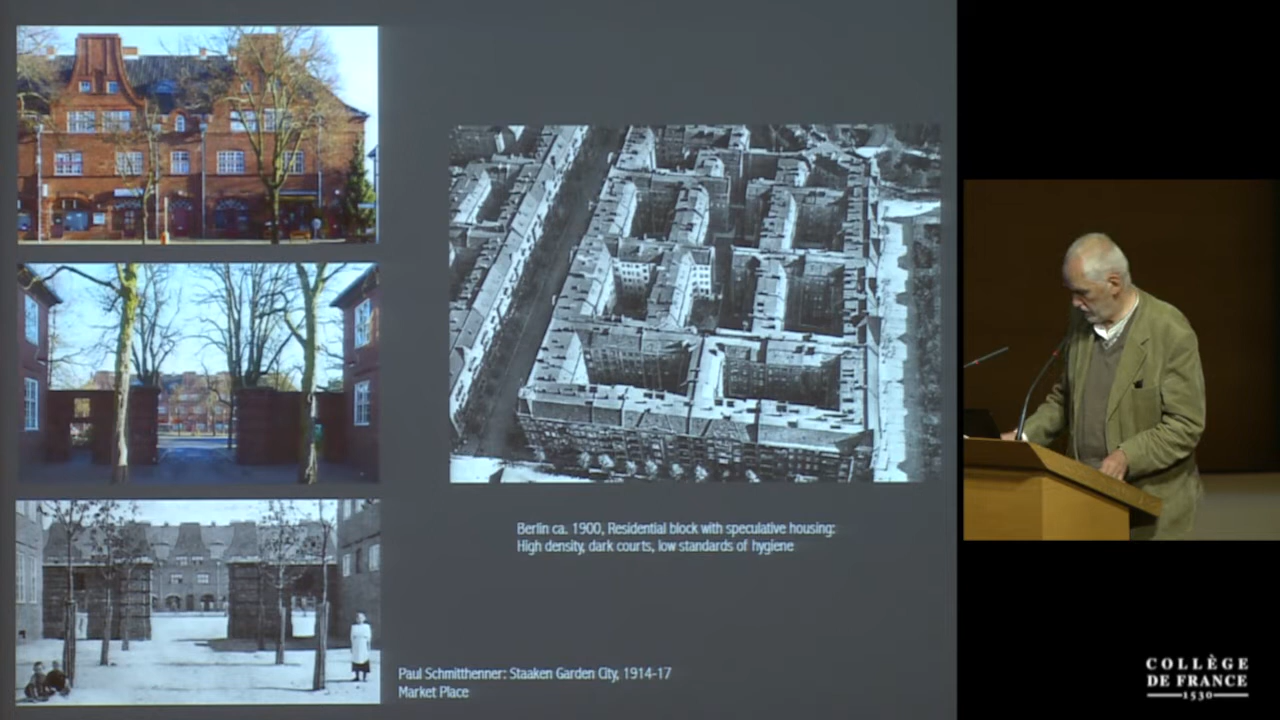 Berlin ca. 1900, Residential block with speculative housing:
High density, dark courts, low standards of hygiene
Paul Schmitthenner: Staaken Garden City, 1914-17
Market Place
COLLÈGE
DE FRANCE
1530